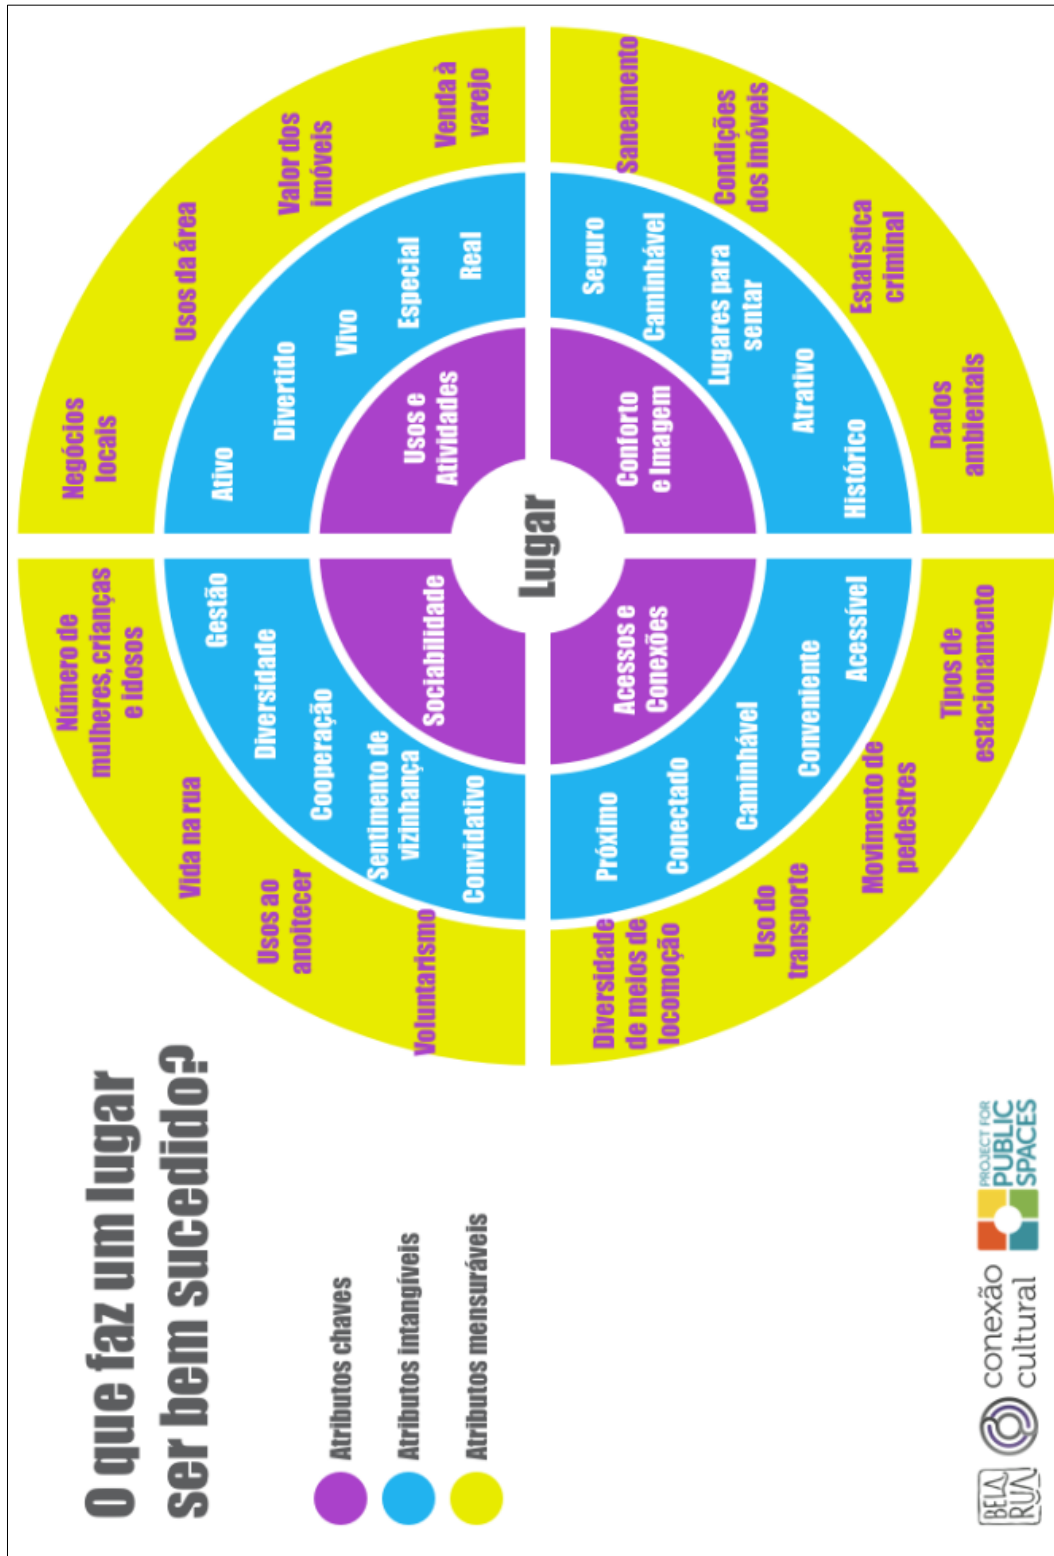 O que faz um lugar
ser bem sucedido?
Atributos chaves
Atributos intangíveis
Atributos mensuráveis
Lugar
Sociabilidade
Gestão
Diversidade
Cooperação
Sentimento de
vizinhança
Convidativo
Número de
mulheres, crianças
e idosos
Vida na rua
Usos ao
anoitecer
Voluntarismo
Usos e
Atividades
Ativo
Divertido
Vivo
Especial
Real
Negócios
locais
Usos da área
Valor dos
imóveis
Venda à
varejo
Acessos e
Conexões
Próximo
Conectado
Caminhável
Conveniente
Acessível
Diversidade
de meios de
locomoção
Uso do
transporte
Movimento de
pedestres
Tipos de
estacionamento
Conforto
e Imagem
Seguro
Caminhável
Lugares para
sentar
Atrativo
Histórico
Saneamento
Condições
dos imóveis
Estatística
criminal
Dados
ambientais
BELA
RUA
conexão
cultural
PROJECT FOR
PUBLIC
SPACES